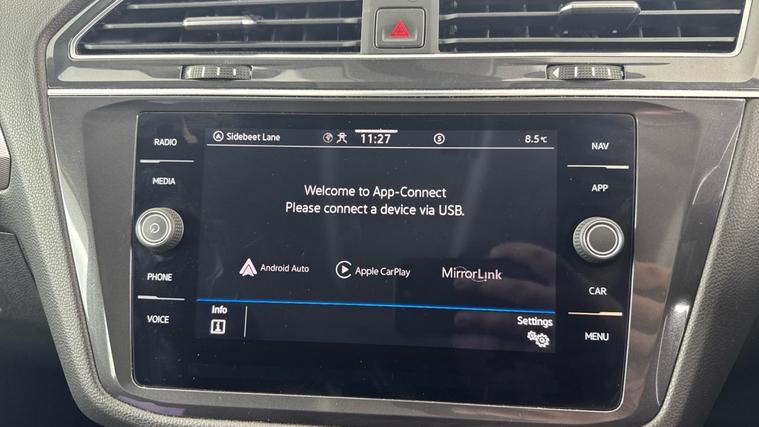 RADIO
MEDIA
PHONE
VOICE
A Sidebeet Lane 11:27 S 8.5°C
Welcome to App-Connect
Please connect a device via USB.
Android Auto Apple CarPlay MirrorLink
Info Settings
NAV
APP
CAR
MENU